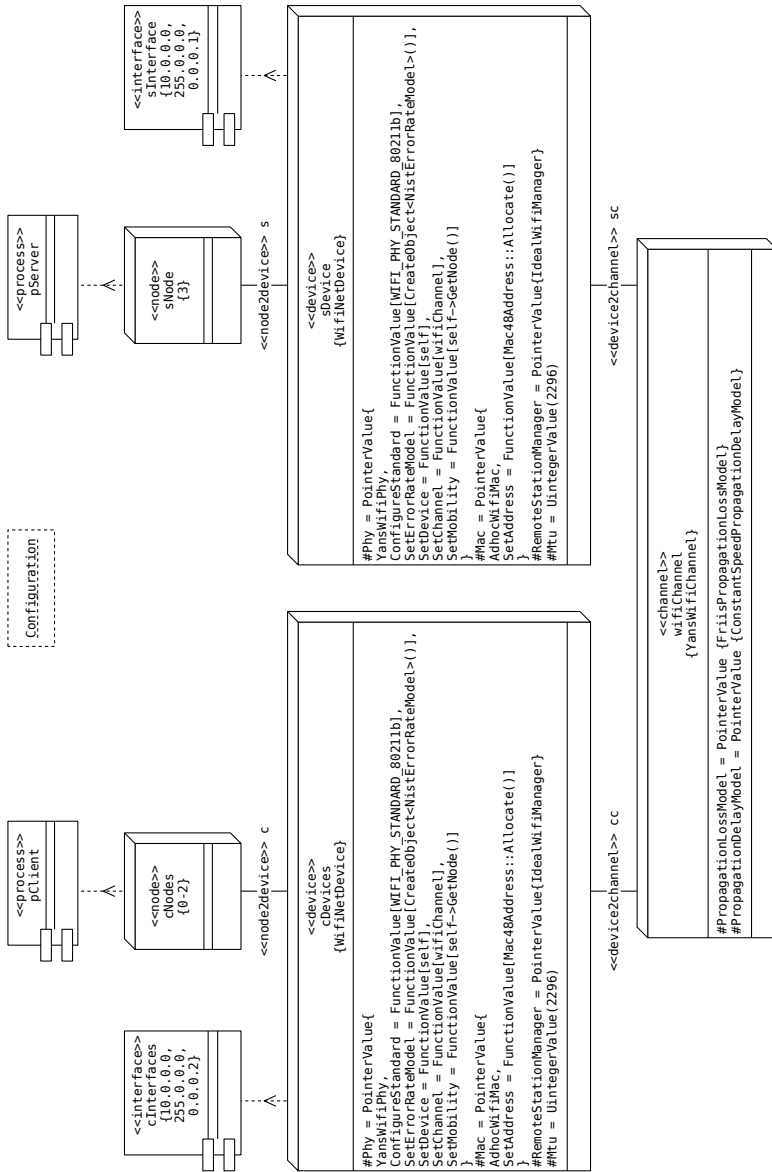 Configuration
<<process>>
pClient
<<process>>
pServer
<<interface>>
cInterfaces
{10.0.0.0,
255.0.0.0,
0.0.0.2}
<<node>>
cNodes
{0-2}
<<node>>
sNode
{3}
<<interface>>
sInterface
{10.0.0.0,
255.0.0.0,
0.0.0.1}
<<node2device>> c
<<node2device>> s
<<device>>
cDevices
{WifiNetDevice}
#Phy = PointerValue{
YansWifiPhy,
ConfigureStandard = FunctionValue[WIFI_PHY_STANDARD_80211b],
SetErrorRateModel = FunctionValue[CreateObject<NistErrorRateModel>()],
SetDevice = FunctionValue[self],
SetChannel = FunctionValue[wifiChannel],
SetMobility = FunctionValue[self->GetNode()]
}
#Mac = PointerValue{
AdhocWifiMac,
SetAddress = FunctionValue[Mac48Address::Allocate()]
}
#RemoteStationManager = PointerValue{IdealWifiManager}
#Mtu = UintegerValue(2296)
<<device>>
sDevice
{WifiNetDevice}
#Phy = PointerValue{
YansWifiPhy,
ConfigureStandard = FunctionValue[WIFI_PHY_STANDARD_80211b],
SetErrorRateModel = FunctionValue[CreateObject<NistErrorRateModel>()],
SetDevice = FunctionValue[self],
SetChannel = FunctionValue[wifiChannel],
SetMobility = FunctionValue[self->GetNode()]
}
#Mac = PointerValue{
AdhocWifiMac,
SetAddress = FunctionValue[Mac48Address::Allocate()]
}
#RemoteStationManager = PointerValue{IdealWifiManager}
#Mtu = UintegerValue(2296)
<<device2channel>> cc
<<device2channel>> sc
<<channel>>
wifiChannel
{YansWifiChannel}
#PropagationLossModel = PointerValue {FriisPropagationLossModel}
#PropagationDelayModel = PointerValue {ConstantSpeedPropagationDelayModel}